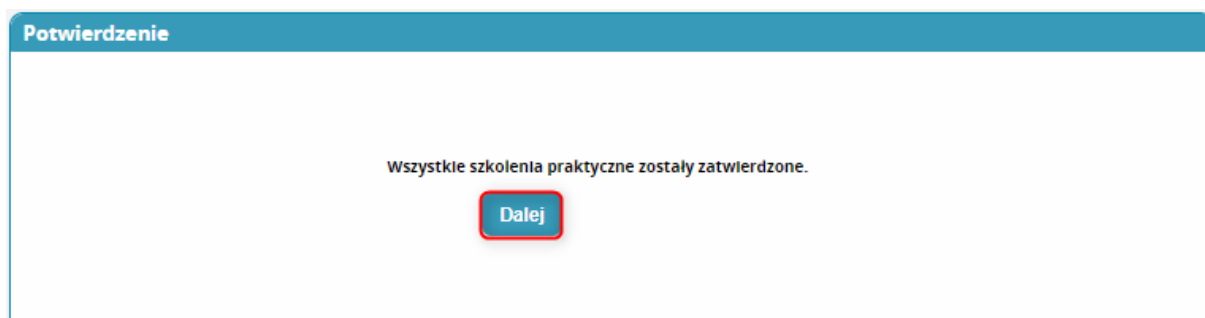 Potwierdzenie
Wszystkie szkolenia praktyczne zostały zatwierdzone.
Dalej